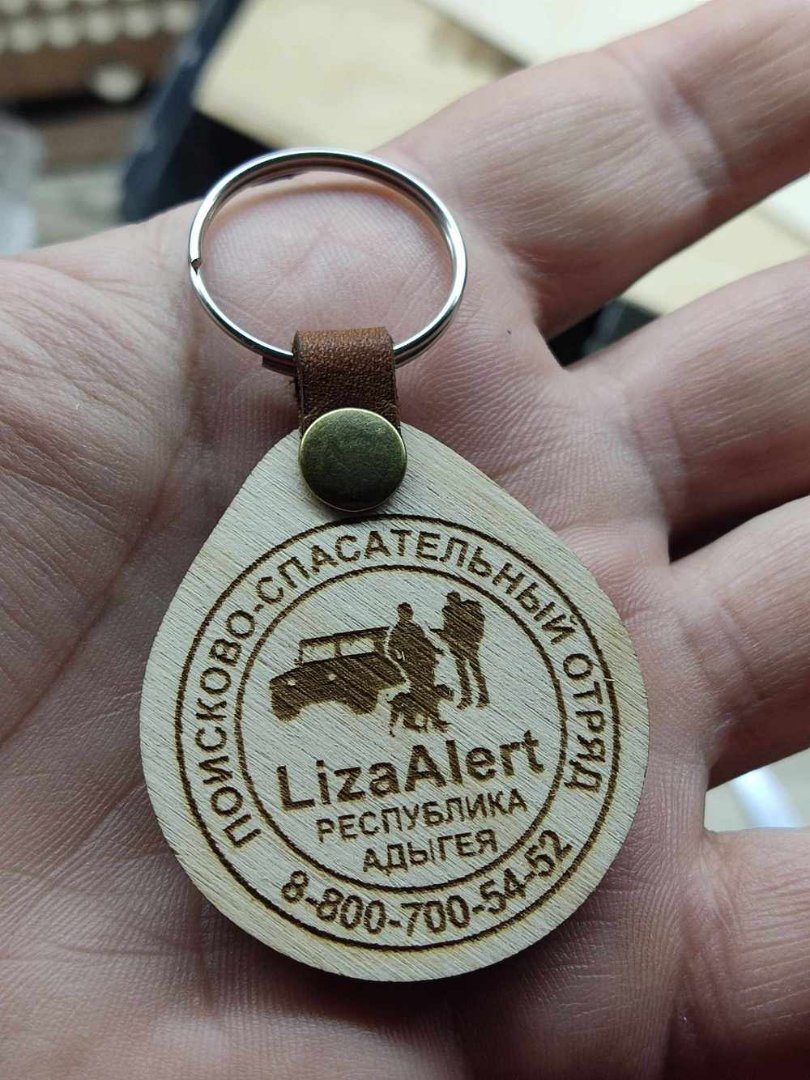 ПОИСКОВО-СПАСАТЕЛЬНЫЙ ОТРЯД
LizaAlert
РЕСПУБЛИКА
АДЫГЕЯ
8-800-700-54-52